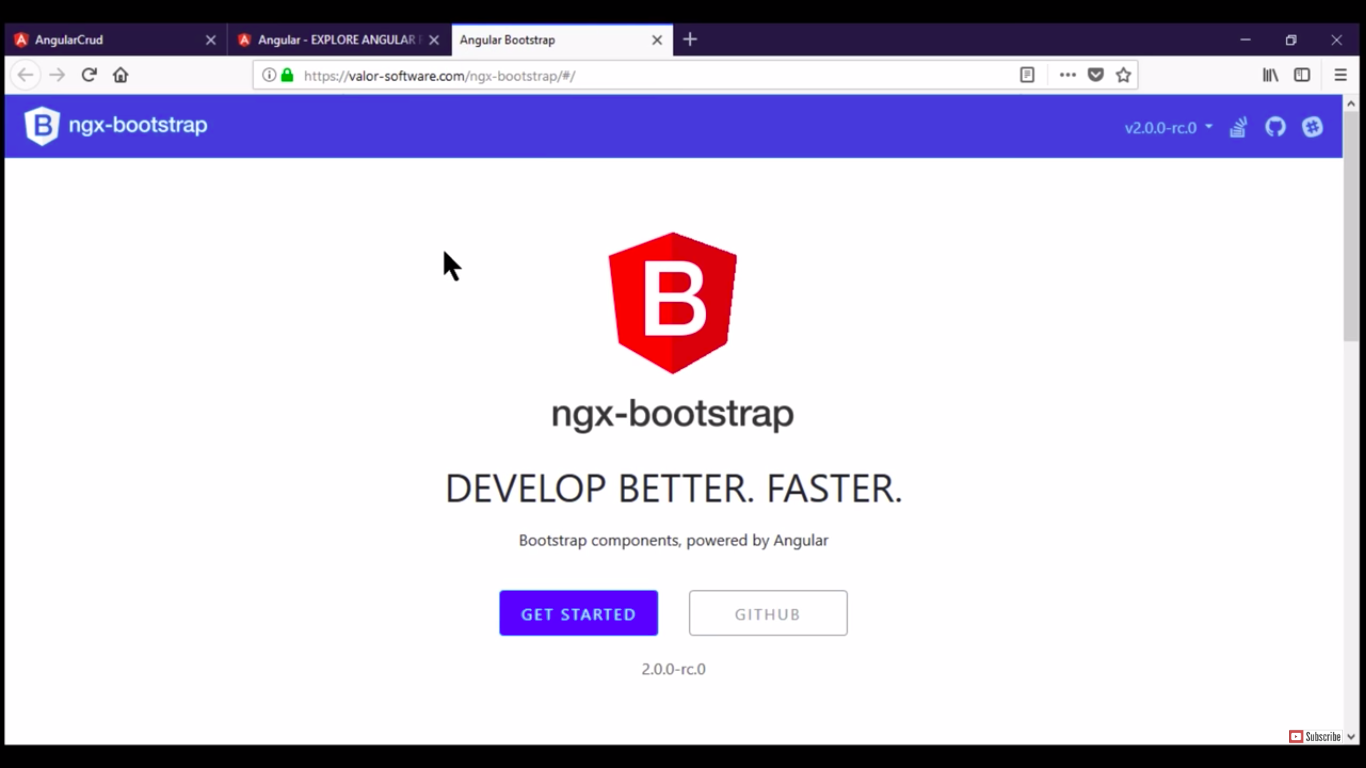 AngularCrud
Angular - EXPLORE ANGULAR
Angular Bootstrap
https://valor-software.com/ngx-bootstrap/#/
B ngx-bootstrap
v2.0.0-rc.0
B
ngx-bootstrap
DEVELOP BETTER. FASTER.
Bootstrap components, powered by Angular
GET STARTED
GITHUB
2.0.0-rc.0
Subscribe